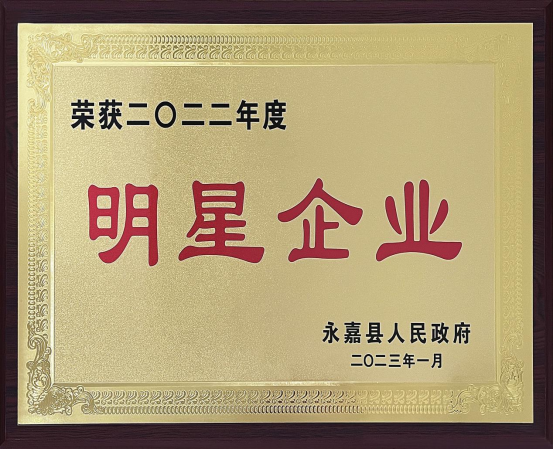 荣获二〇二二年度
明星企业
永嘉县人民政府
二〇二三年一月